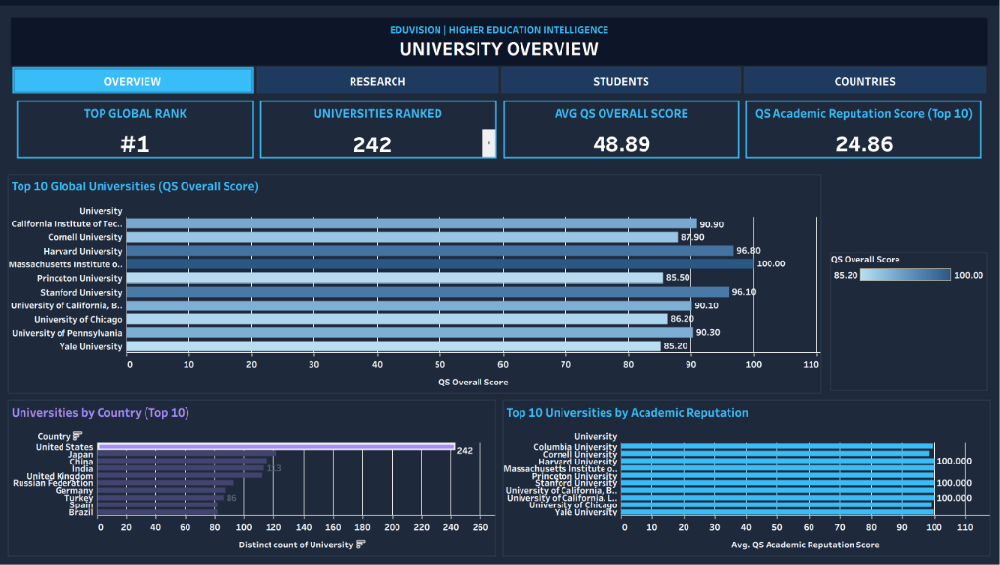 EDUVISION | HIGHER EDUCATION INTELLIGENCE
UNIVERSITY OVERVIEW
OVERVIEW
RESEARCH
STUDENTS
COUNTRIES
TOP GLOBAL RANK
#1
UNIVERSITIES RANKED
242
AVG QS OVERALL SCORE
48.89
QS Academic Reputation Score (Top 10)
24.86
Top 10 Global Universities (QS Overall Score)
University
California Institute of Tec.. 90.90
Cornell University 87.90
Harvard University 96.80
Massachusetts Institute o.. 100.00
Princeton University 85.50
Stanford University 96.10
University of California, B.. 90.10
University of Chicago 86.20
University of Pennsylvania 90.30
Yale University 85.20
0 10 20 30 40 50 60 70 80 90 100 110
QS Overall Score
QS Overall Score
85.20 100.00
Universities by Country (Top 10)
Country
United States 242
Japan
China
India 113
United Kingdom
Russian Federation
Germany
Turkey 86
Spain
Brazil
0 20 40 60 80 100 120 140 160 180 200 220 240 260
Distinct count of University
Top 10 Universities by Academic Reputation
University
Columbia University
Cornell University
Harvard University 100.000
Massachusetts Institute o..
Princeton University
Stanford University 100.000
University of California, B..
University of California, L.. 100.000
University of Chicago
Yale University
0 10 20 30 40 50 60 70 80 90 100 110
Avg. QS Academic Reputation Score